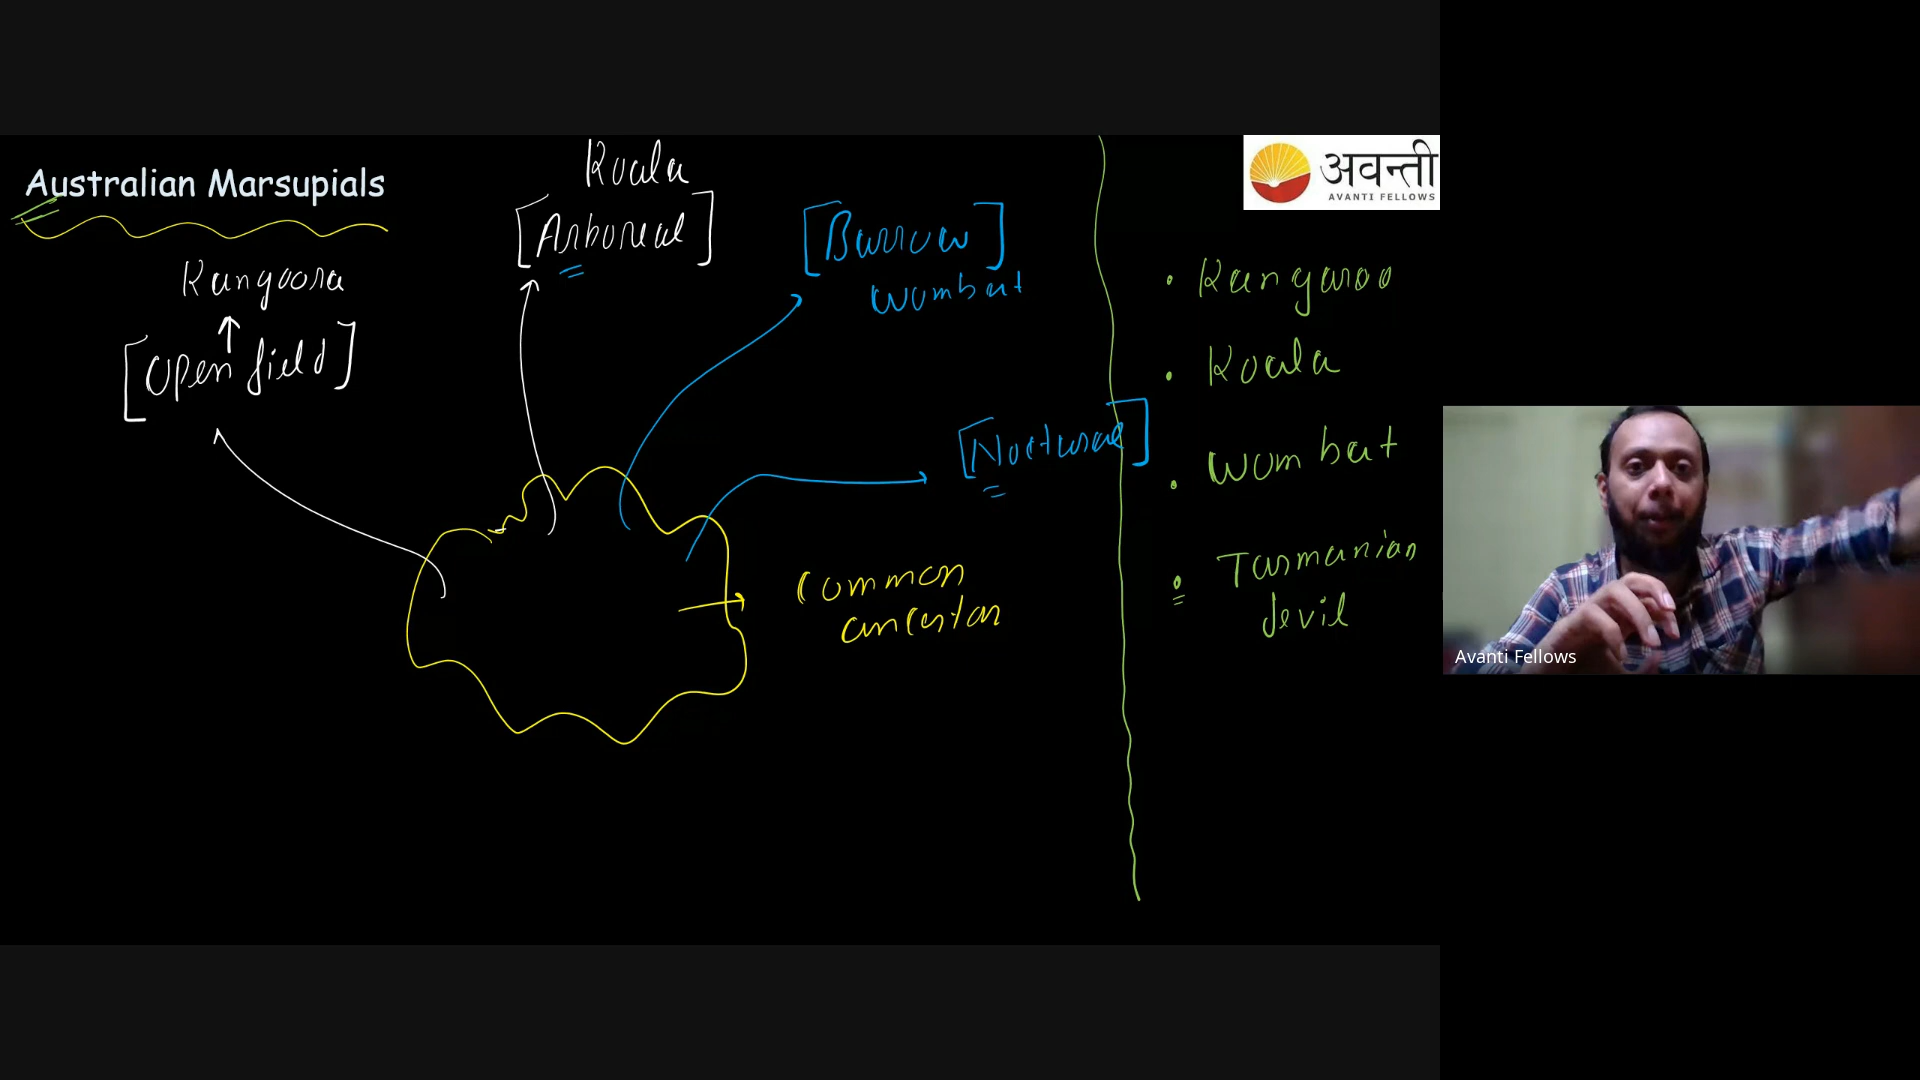 Australian Marsupials
Kangoora
[Open field]
Koala
[Arboreal]
[Burrow]
Wombat
[Nocturnal]
Common
ancestor
अवन्ती
AVANTI FELLOWS
• Kangaroo
• Koala
• Wombat
• Tasmanian
devil
Avanti Fellows